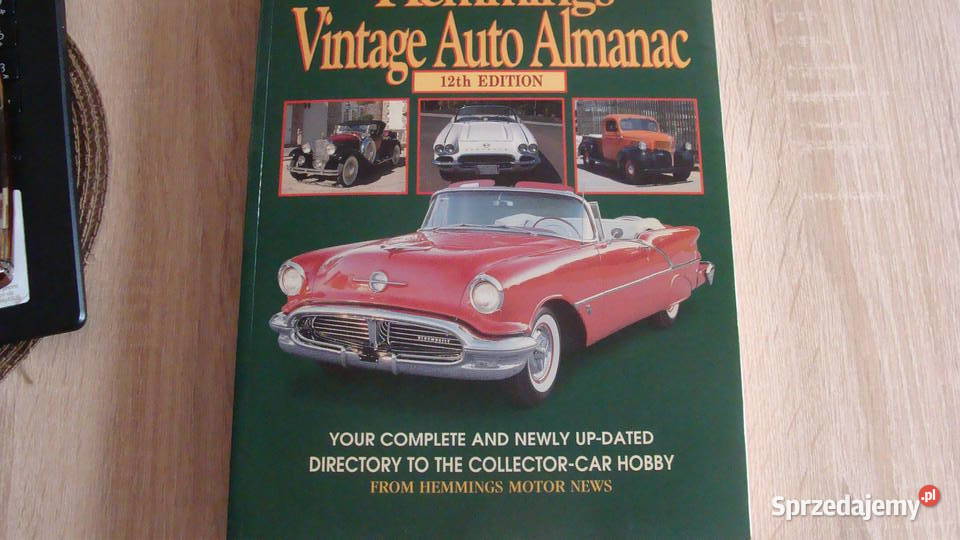 Hemmings
Vintage Auto Almanac
12th EDITION
YOUR COMPLETE AND NEWLY UP-DATED
DIRECTORY TO THE COLLECTOR-CAR HOBBY
FROM HEMMINGS MOTOR NEWS
Sprzedajemy.pl